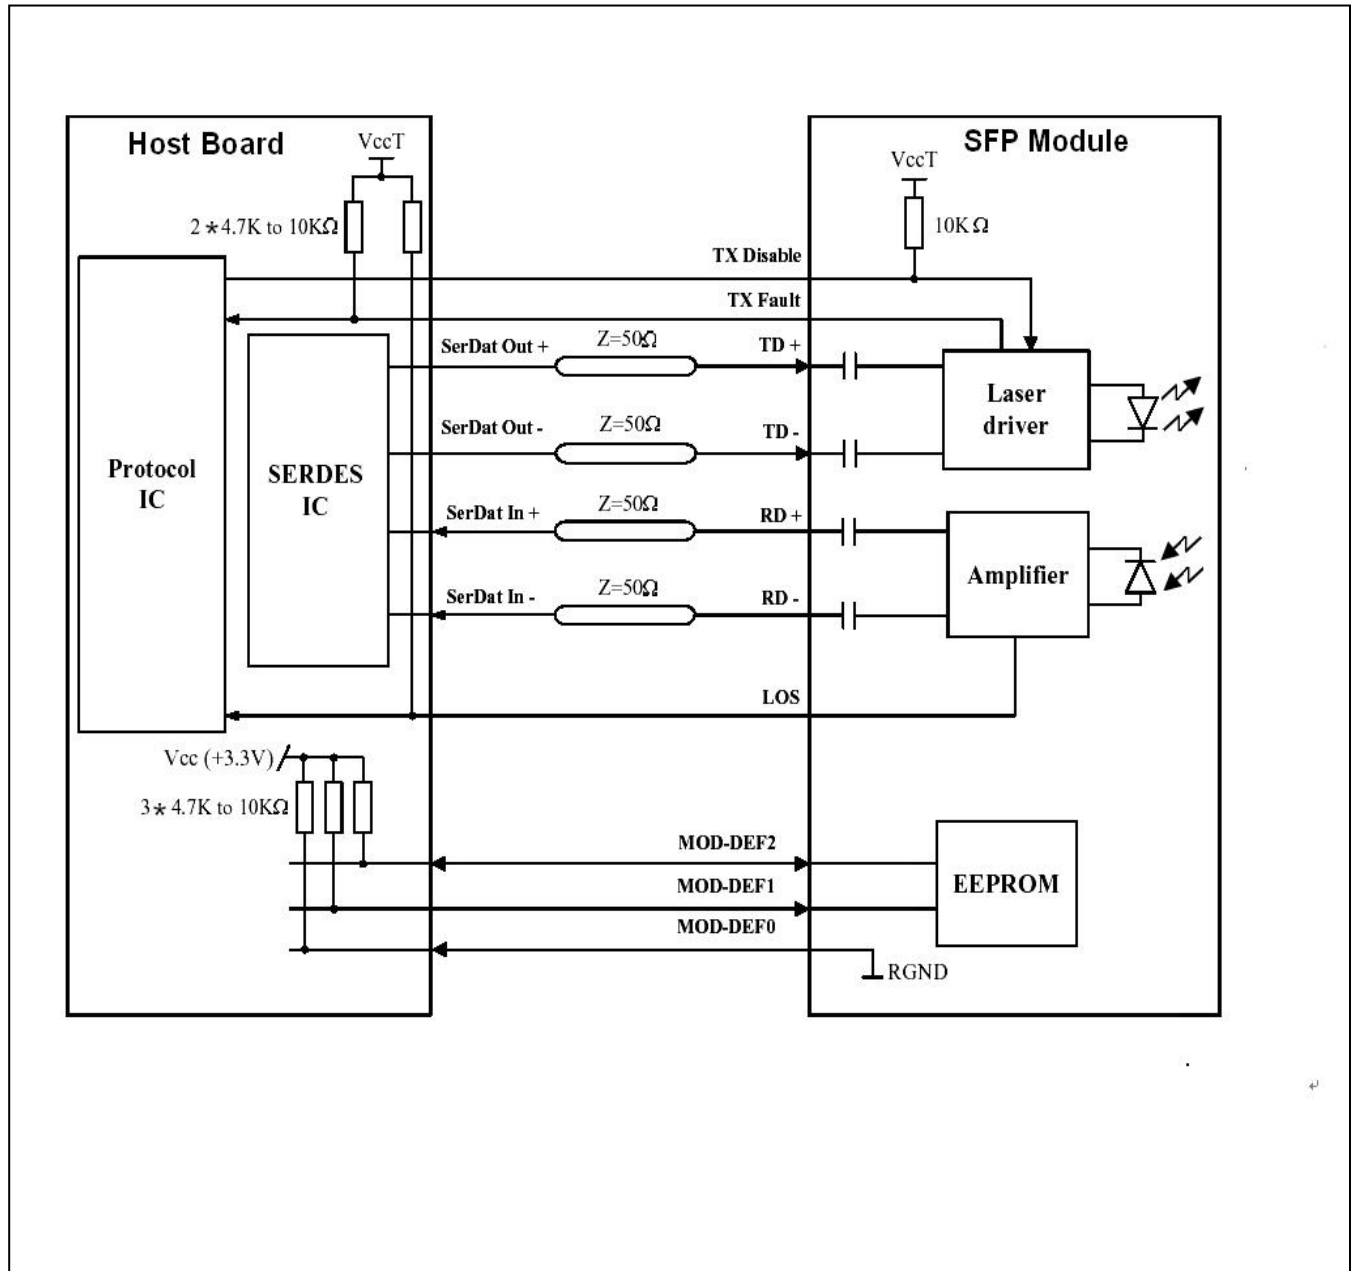 Host Board
VccT
SFP Module
VccT
2*4.7K to 10KΩ
10KΩ
TX Disable
TX Fault
SerDat Out +
Z=50Ω
TD +
Laser
driver
SerDat Out -
Z=50Ω
TD -
Protocol
IC
SERDES
IC
SerDat In +
Z=50Ω
RD +
Amplifier
SerDat In -
Z=50Ω
RD -
LOS
Vcc (+3.3V)
3*4.7K to 10KΩ
MOD-DEF2
MOD-DEF1
MOD-DEF0
EEPROM
RGND